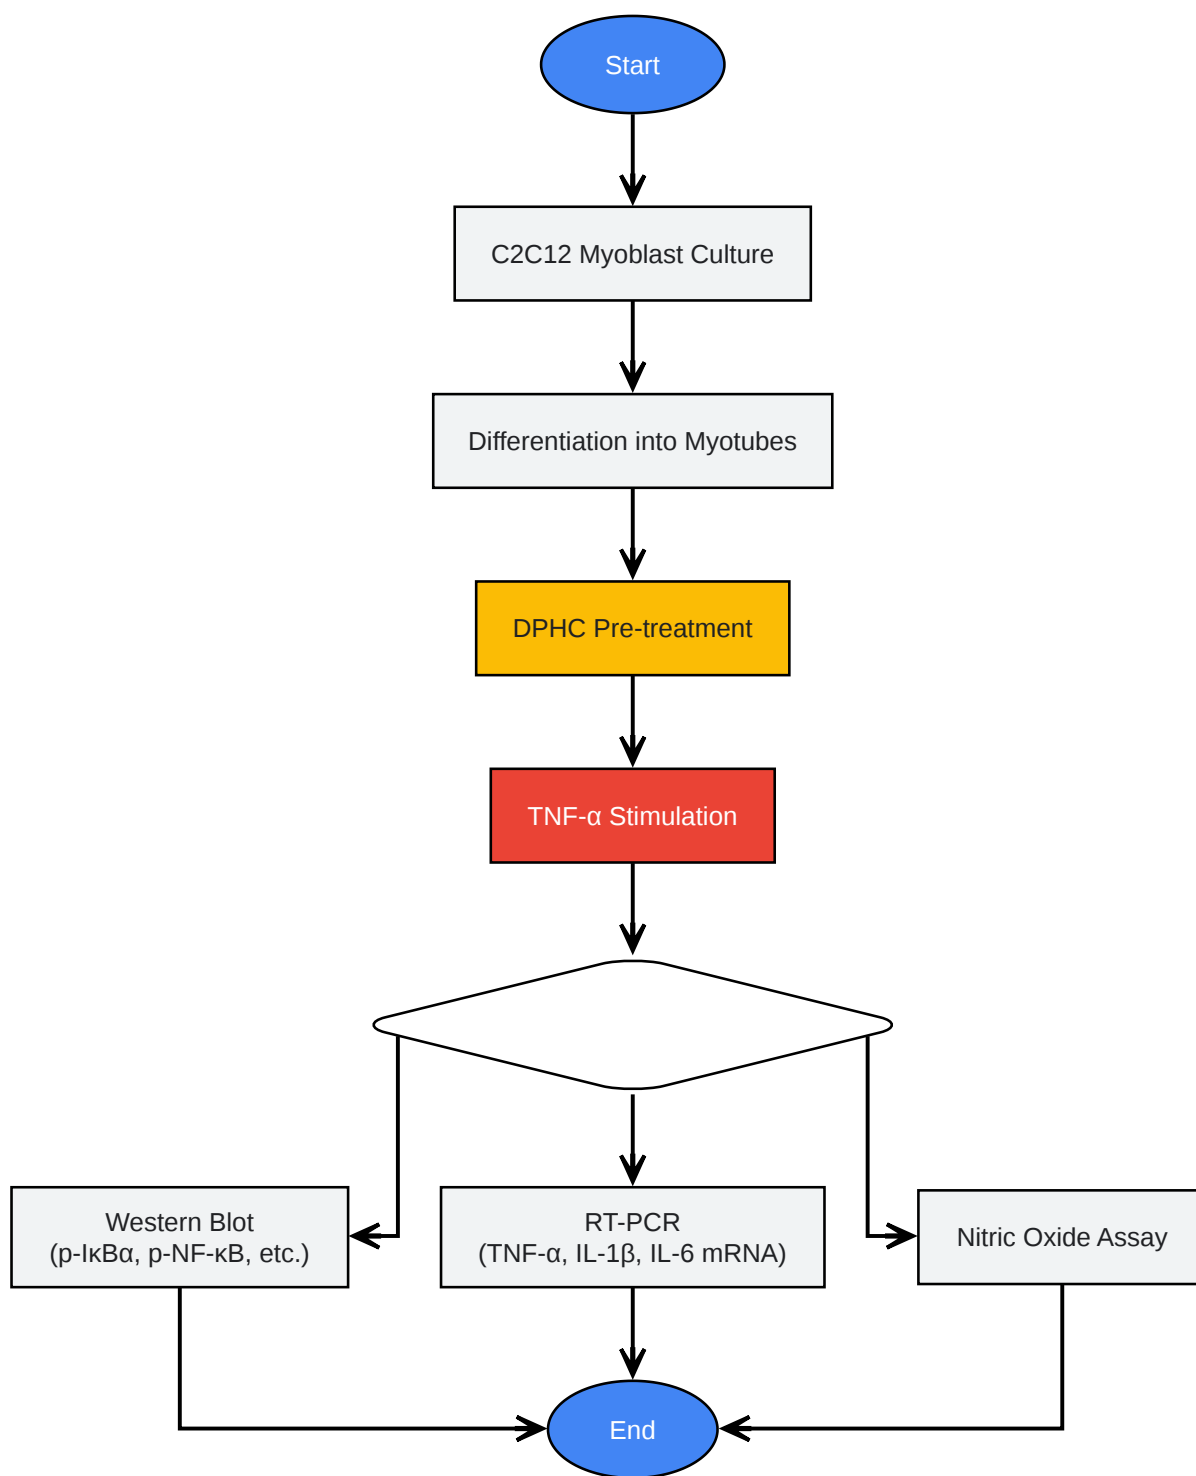 Start
C2C12 Myoblast Culture
Differentiation into Myotubes
DPHC Pre-treatment
TNF-α Stimulation
Western Blot
(p-IκBα, p-NF-κB, etc.)
RT-PCR
(TNF-α, IL-1β, IL-6 mRNA)
Nitric Oxide Assay
End